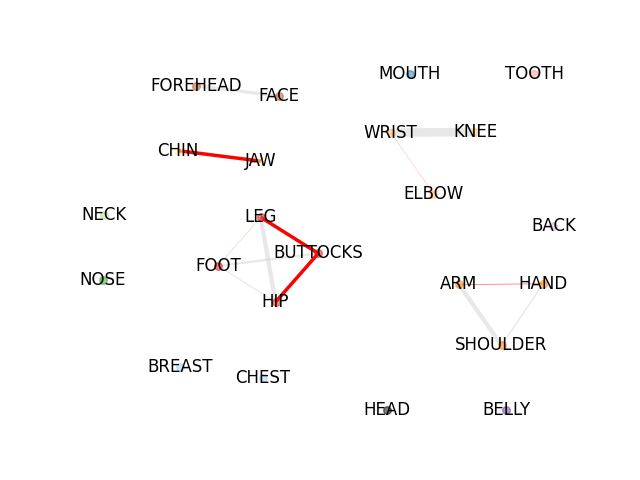 MOUTH
TOOTH
FOREHEAD
FACE
WRIST
KNEE
CHIN
JAW
ELBOW
NECK
LEG
BACK
BUTTOCKS
FOOT
NOSE
ARM
HAND
HIP
SHOULDER
BREAST
CHEST
HEAD
BELLY